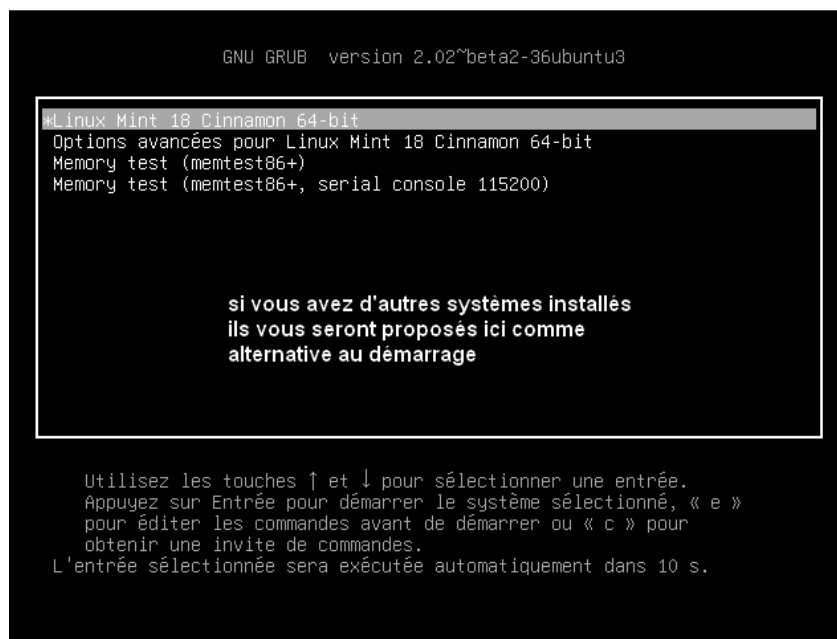 GNU GRUB version 2.02~beta2-36ubuntu3
*Linux Mint 18 Cinnamon 64-bit
Options avancées pour Linux Mint 18 Cinnamon 64-bit
Memory test (memtest86+)
Memory test (memtest86+, serial console 115200)
si vous avez d'autres systèmes installés
ils vous seront proposés ici comme
alternative au démarrage
Utilisez les touches ↑ et ↓ pour sélectionner une entrée.
Appuyez sur Entrée pour démarrer le système sélectionné, « e »
pour éditer les commandes avant de démarrer ou « c » pour
obtenir une invite de commandes.
L'entrée sélectionnée sera exécutée automatiquement dans 10 s.